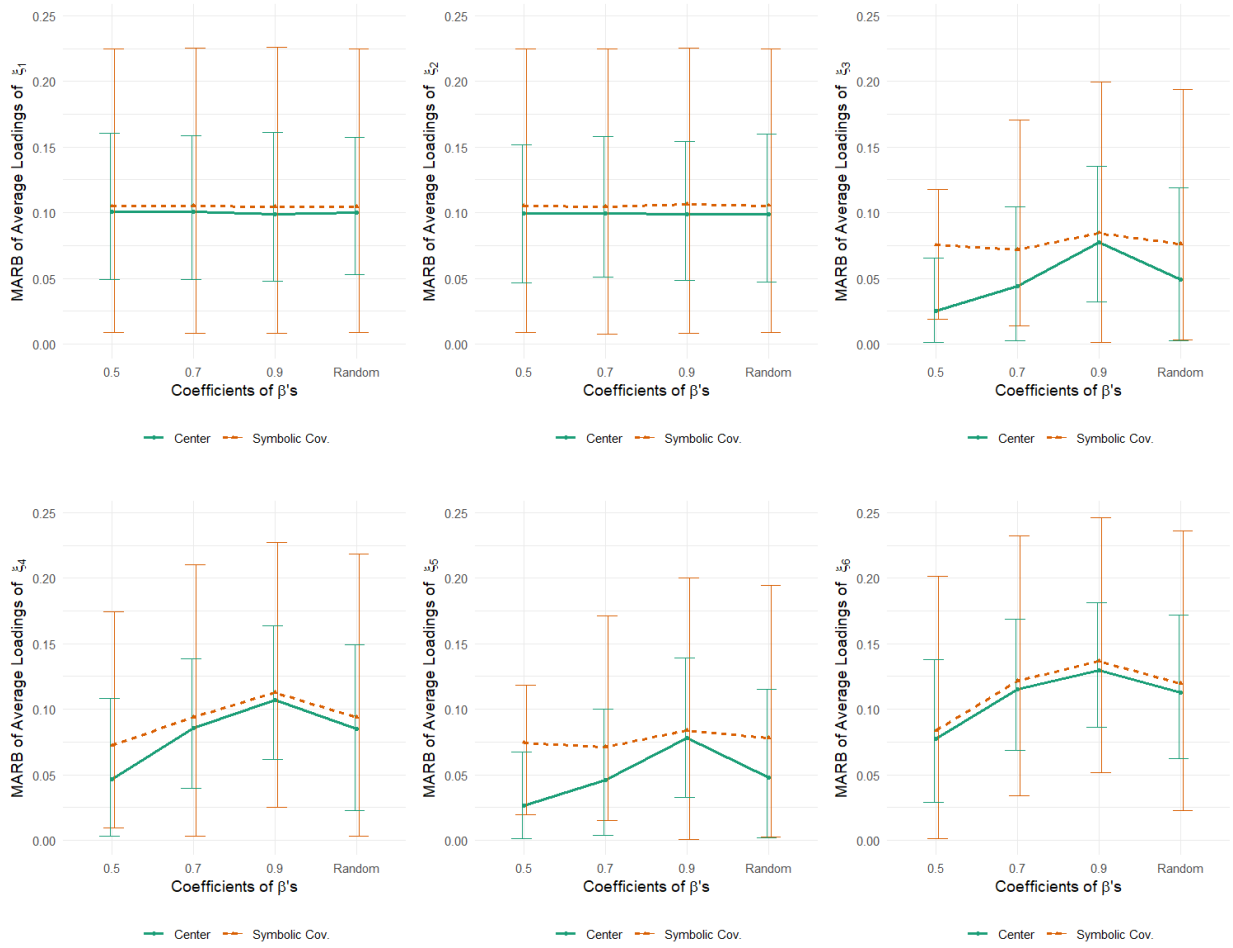 MARB of Average Loadings of ξ1
0.25
0.20
0.15
0.10
0.05
0.00
0.5 0.7 0.9 Random
Coefficients of β's
Center Symbolic Cov.
MARB of Average Loadings of ξ2
0.25
0.20
0.15
0.10
0.05
0.00
0.5 0.7 0.9 Random
Coefficients of β's
Center Symbolic Cov.
MARB of Average Loadings of ξ3
0.25
0.20
0.15
0.10
0.05
0.00
0.5 0.7 0.9 Random
Coefficients of β's
Center Symbolic Cov.
MARB of Average Loadings of ξ4
0.25
0.20
0.15
0.10
0.05
0.00
0.5 0.7 0.9 Random
Coefficients of β's
Center Symbolic Cov.
MARB of Average Loadings of ξ5
0.25
0.20
0.15
0.10
0.05
0.00
0.5 0.7 0.9 Random
Coefficients of β's
Center Symbolic Cov.
MARB of Average Loadings of ξ6
0.25
0.20
0.15
0.10
0.05
0.00
0.5 0.7 0.9 Random
Coefficients of β's
Center Symbolic Cov.